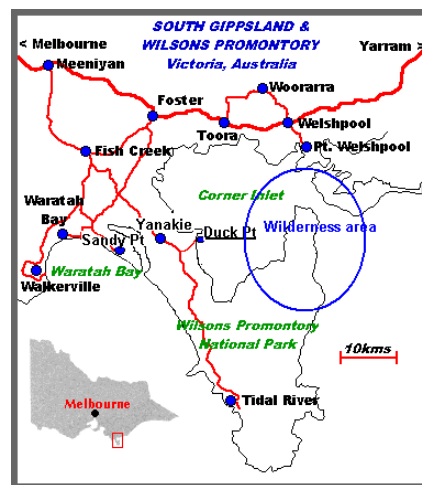 SOUTH GIPPSLAND &
WILSONS PROMONTORY
Victoria, Australia
< Melbourne
Yarram >
Meeniyan
Woorarra
Foster
Toora
Welshpool
Pt. Welshpool
Fish Creek
Corner Inlet
Waratah
Bay
Yanakie
Duck Pt
Wilderness area
Sandy Pt
Waratah Bay
Walkerville
Wilsons Promontory
National Park
10kms
Tidal River
Melbourne